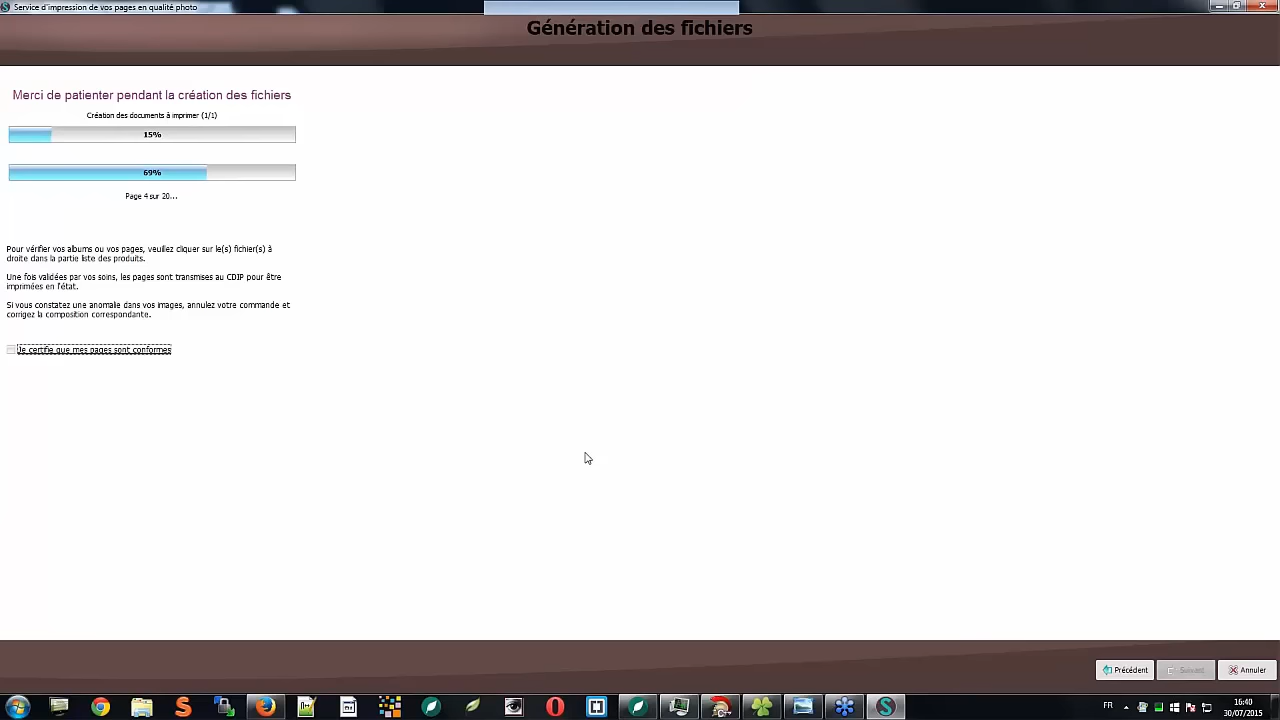 Service d'impression de vos pages en qualité photo
Génération des fichiers
Merci de patienter pendant la création des fichiers
Création des documents à imprimer (1/1)
15%
69%
Page 4 sur 20...
Pour vérifier vos albums ou vos pages, veuillez cliquer sur le(s) fichier(s) à
droite dans la partie liste des produits.
Une fois validées par vos soins, les pages sont transmises au CDIP pour être
imprimées en l'état.
Si vous constatez une anomalie dans vos images, annulez votre commande et
corrigez la composition correspondante.
Je certifie que mes pages sont conformes
Précédent
Suivant
Annuler
FR
16:40
30/07/2015